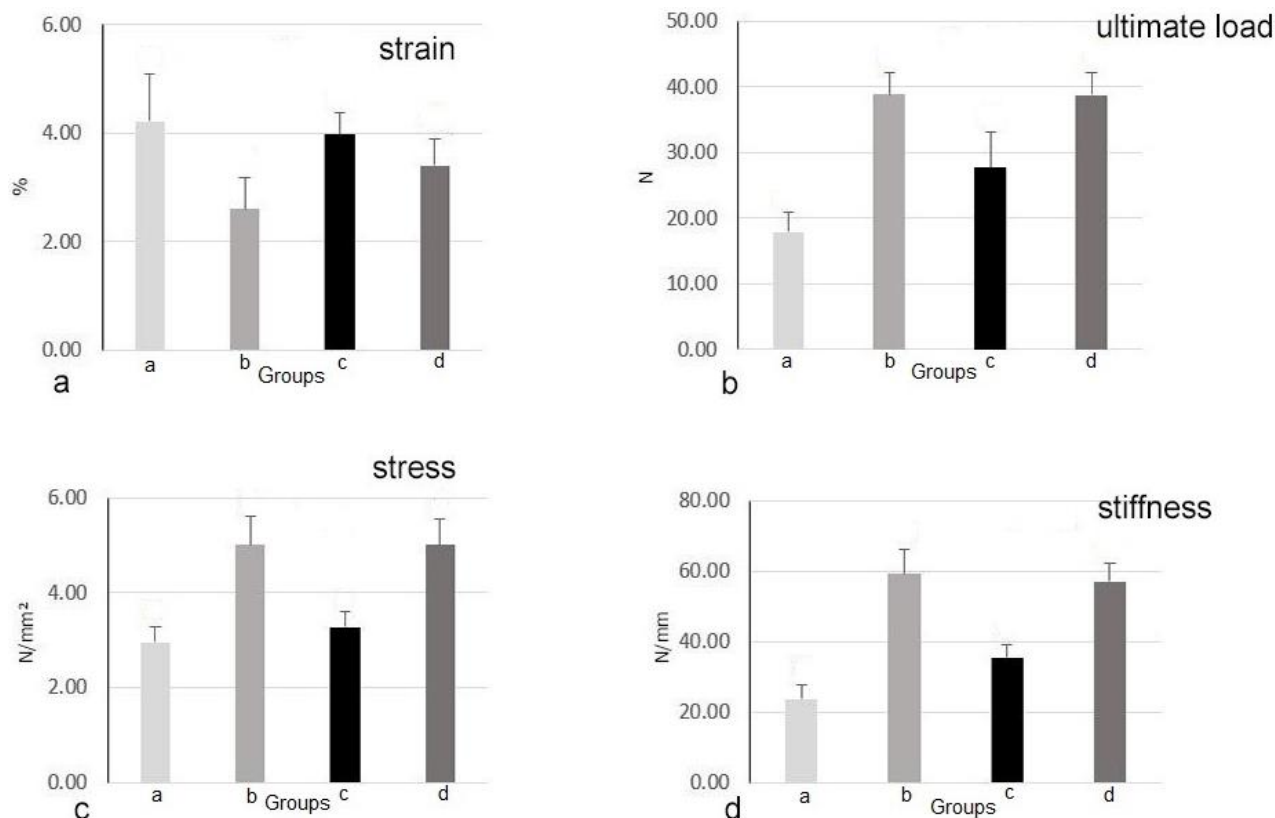 strain
6.00
4.00
2.00
0.00
%
a b c d
Groups
a
ultimate load
50.00
40.00
30.00
20.00
10.00
0.00
N
a b c d
Groups
b
stress
6.00
4.00
2.00
0.00
N/mm²
a b c d
Groups
c
stiffness
80.00
60.00
40.00
20.00
0.00
N/mm
a b c d
Groups
d